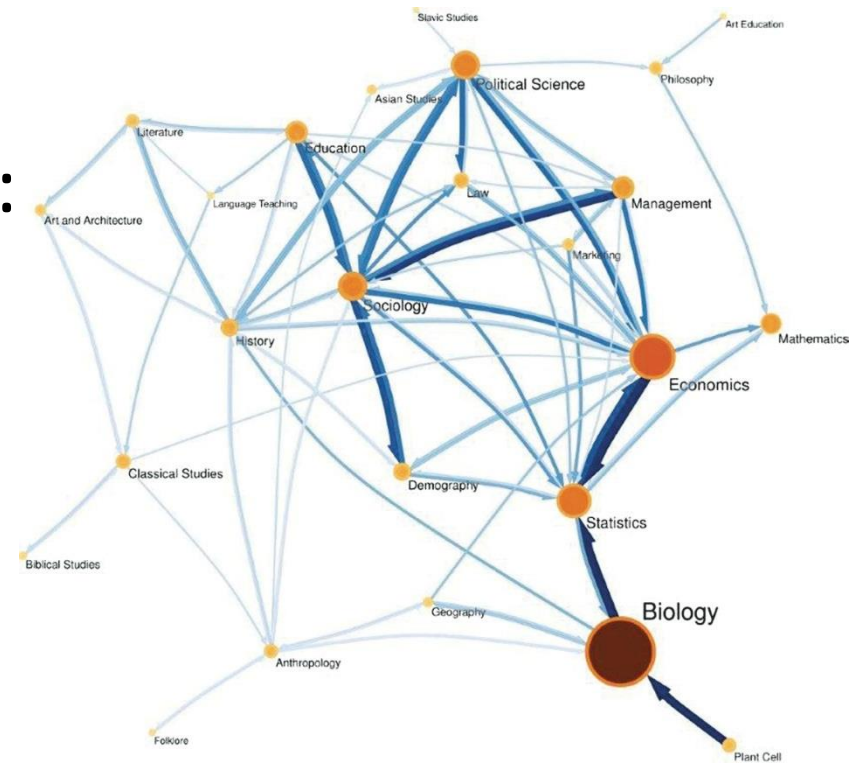 Slavic Studies
Art Education
Political Science
Philosophy
Asian Studies
Literature
Education
Law
Language Teaching
Management
Art and Architecture
Marketing
Sociology
History
Mathematics
Economics
Classical Studies
Demography
Statistics
Biblical Studies
Biology
Geography
Anthropology
Folklore
Plant Cell